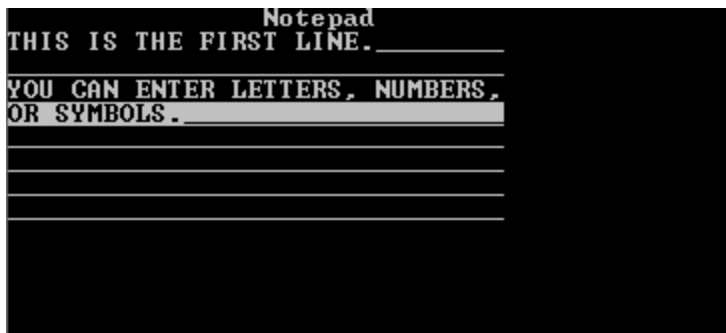 Notepad
THIS IS THE FIRST LINE.
YOU CAN ENTER LETTERS, NUMBERS,
OR SYMBOLS.